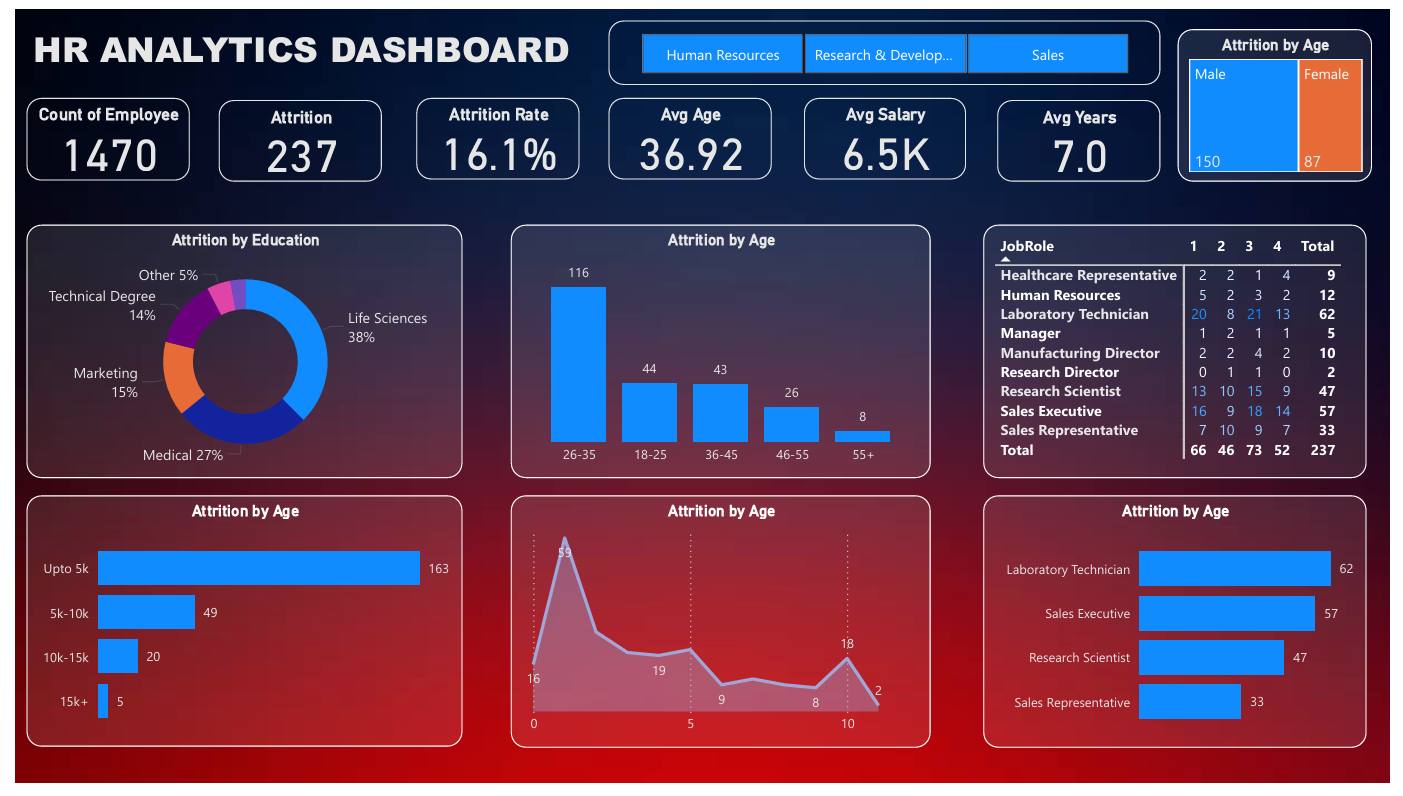 HR ANALYTICS DASHBOARD
Human Resources
Research & Develop...
Sales
Attrition by Age
Male
Female
150
87
Count of Employee
1470
Attrition
237
Attrition Rate
16.1%
Avg Age
36.92
Avg Salary
6.5K
Avg Years
7.0
Attrition by Education
Other 5%
Technical Degree
14%
Life Sciences
38%
Marketing
15%
Medical 27%
Attrition by Age
116
44
43
26
8
26-35 18-25 36-45 46-55 55+
JobRole 1 2 3 4 Total
Healthcare Representative 2 2 1 4 9
Human Resources 5 2 3 2 12
Laboratory Technician 20 8 21 13 62
Manager 1 2 1 1 5
Manufacturing Director 2 2 4 2 10
Research Director 0 1 1 0 2
Research Scientist 13 10 15 9 47
Sales Executive 16 9 18 14 57
Sales Representative 7 10 9 7 33
Total 66 46 73 52 237
Attrition by Age
Upto 5k 163
5k-10k 49
10k-15k 20
15k+ 5
Attrition by Age
59
16
19
9
8
18
2
0 5 10
Attrition by Age
Laboratory Technician 62
Sales Executive 57
Research Scientist 47
Sales Representative 33